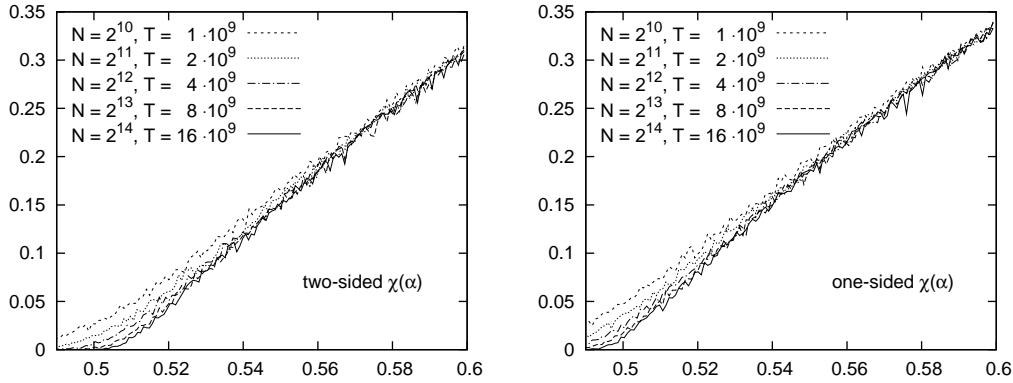 0.35
0.3
0.25
0.2
0.15
0.1
0.05
0
0.5 0.52 0.54 0.56 0.58 0.6
N = 2^10, T = 1 ·10^9
N = 2^11, T = 2 ·10^9
N = 2^12, T = 4 ·10^9
N = 2^13, T = 8 ·10^9
N = 2^14, T = 16 ·10^9
two-sided χ(α)
0.35
0.3
0.25
0.2
0.15
0.1
0.05
0
0.5 0.52 0.54 0.56 0.58 0.6
N = 2^10, T = 1 ·10^9
N = 2^11, T = 2 ·10^9
N = 2^12, T = 4 ·10^9
N = 2^13, T = 8 ·10^9
N = 2^14, T = 16 ·10^9
one-sided χ(α)